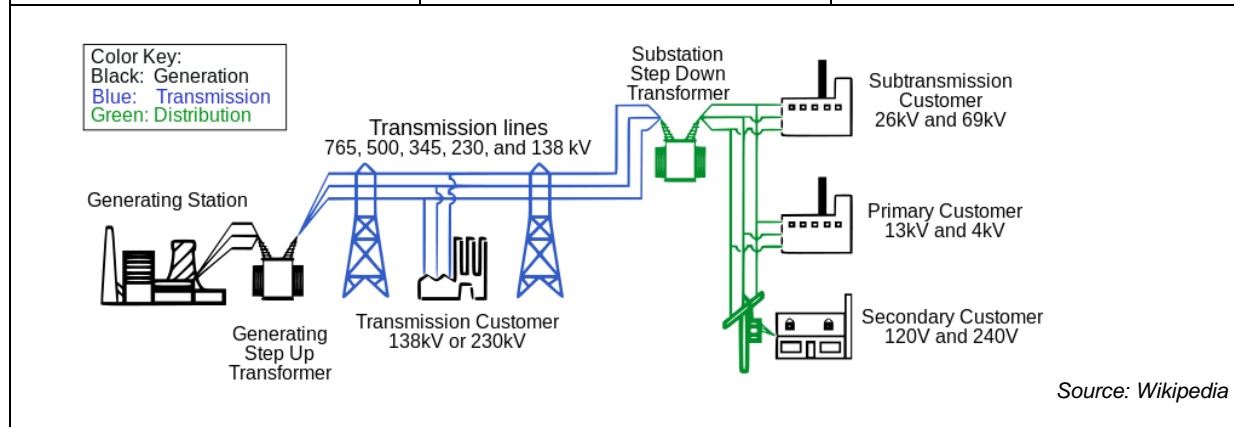 Color Key:
Black: Generation
Blue: Transmission
Green: Distribution
Substation
Step Down
Transformer
Subtransmission
Customer
26kV and 69kV
Transmission lines
765, 500, 345, 230, and 138 kV
Generating Station
Primary Customer
13kV and 4kV
Transmission Customer
138kV or 230kV
Generating
Step Up
Transformer
Secondary Customer
120V and 240V
Source: Wikipedia